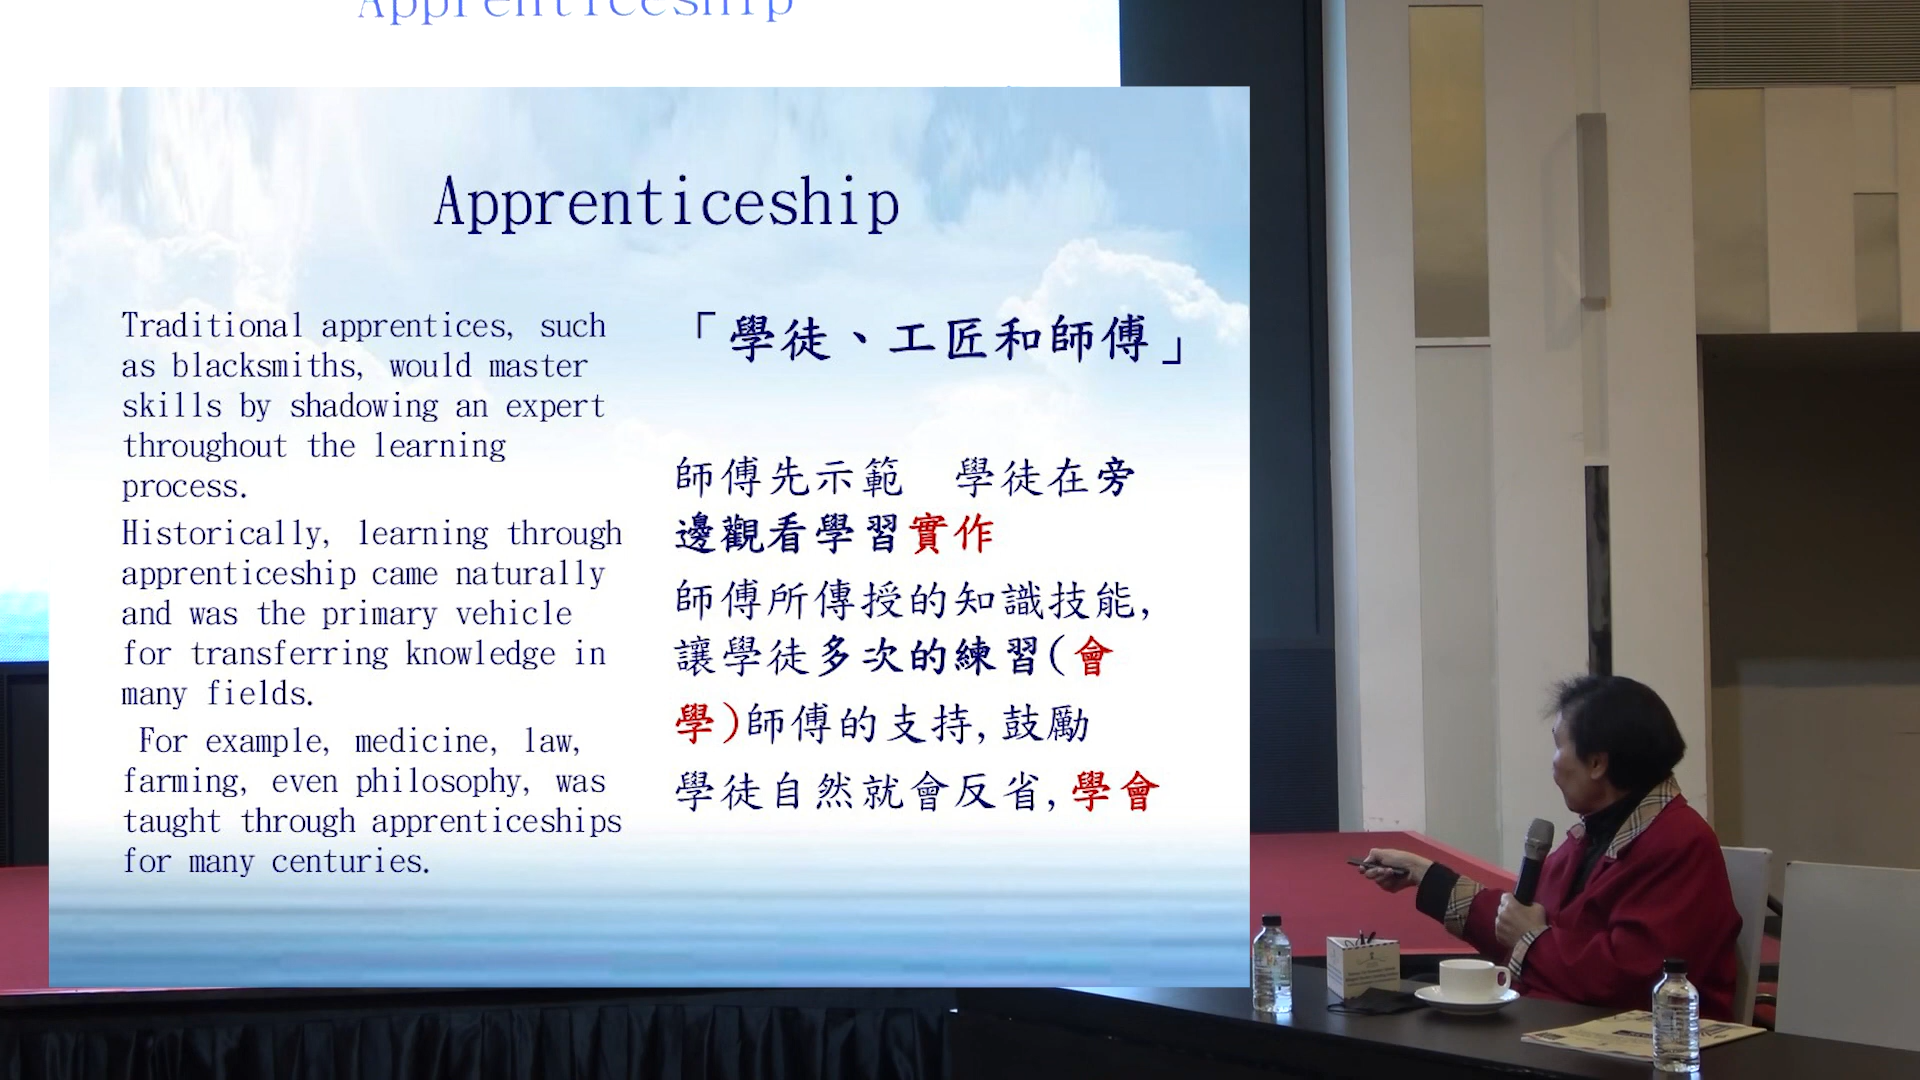 Apprenticeship
Apprenticeship
Traditional apprentices, such
as blacksmiths, would master
skills by shadowing an expert
throughout the learning
process.
Historically, learning through
apprenticeship came naturally
and was the primary vehicle
for transferring knowledge in
many fields.
For example, medicine, law,
farming, even philosophy, was
taught through apprenticeships
for many centuries.
「學徒、工匠和師傅」
師傅先示範　學徒在旁
邊觀看學習實作
師傅所傳授的知識技能,
讓學徒多次的練習(會
學)師傅的支持,鼓勵
學徒自然就會反省,學會